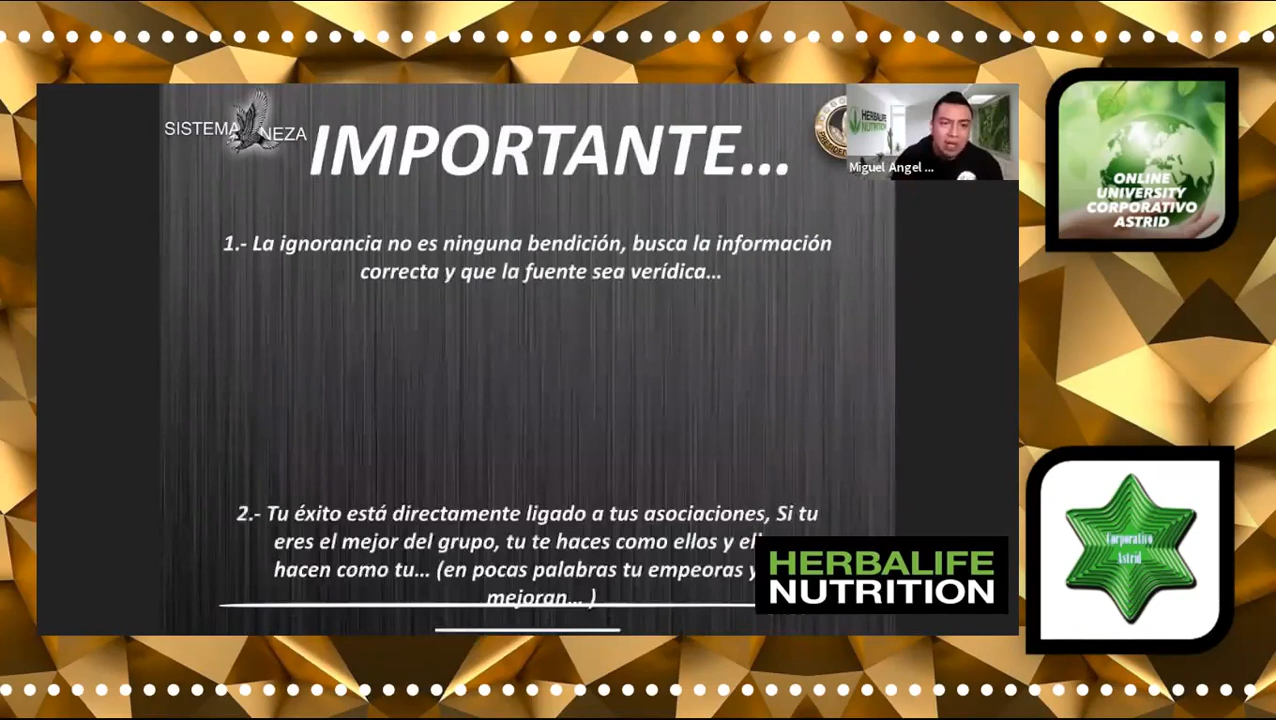 SISTEMA NEZA
IMPORTANTE...
HERBALIFE
NUTRITION
Miguel Angel ...
1.- La ignorancia no es ninguna bendición, busca la información
correcta y que la fuente sea verídica...
2.- Tu éxito está directamente ligado a tus asociaciones, Si tu
eres el mejor del grupo, tu te haces como ellos y
hacen como tu... (en pocas palabras tu empeoras y
mejoran... )
HERBALIFE
NUTRITION
ONLINE
UNIVERSITY
CORPORATIVO
ASTRID
Corporativo
Astrid